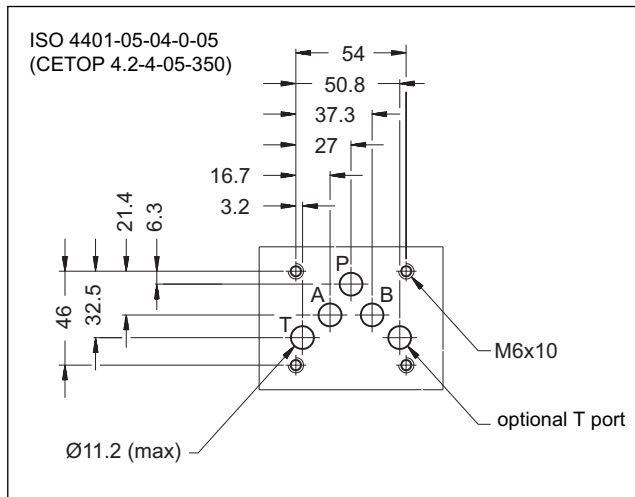 ISO 4401-05-04-0-05
(CETOP 4.2-4-05-350)
54
50.8
37.3
27
16.7
3.2
21.4
6.3
46
32.5
P
A
B
T
M6x10
optional T port
Ø11.2 (max)